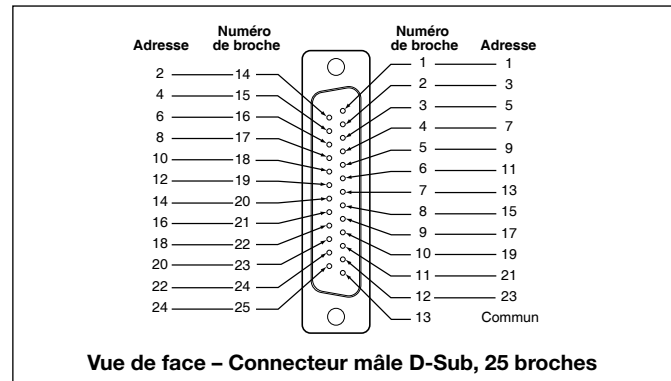 Adresse Numéro de broche Numéro de broche Adresse
2 14 1 1
4 15 2 3
6 16 3 5
8 17 4 7
10 18 5 9
12 19 6 11
14 20 7 13
16 21 8 15
18 22 9 17
20 23 10 19
22 24 11 21
24 25 12 23
13 Commun
Vue de face – Connecteur mâle D-Sub, 25 broches